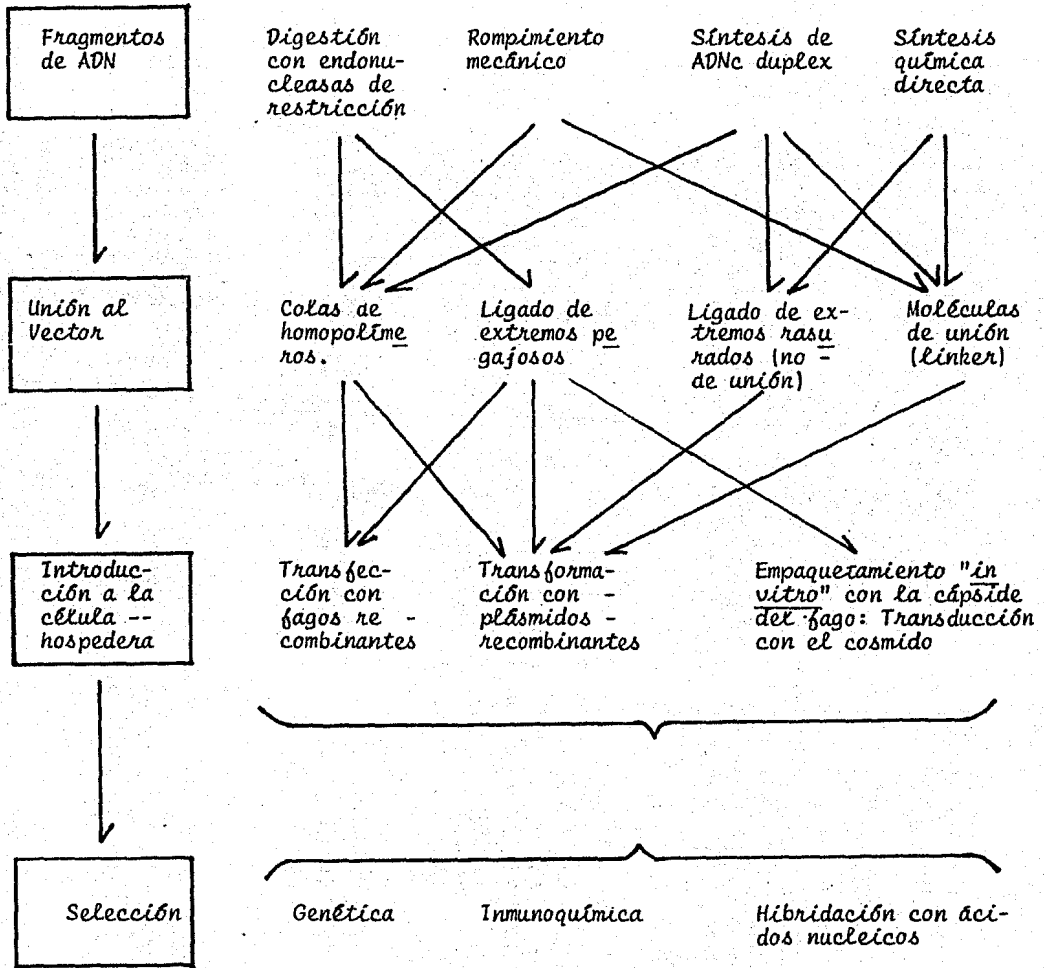 Fragmentos
de ADN
Digestión
con endonu-
cleasas de
restricción
Rompimiento
mecánico
Síntesis de
ADNc duplex
Síntesis
química
directa
Unión al
Vector
Colas de
homopolíme
ros.
Ligado de
extremos pe
gajosos
Ligado de ex-
tremos rasu
rados (no -
de unión)
Moléculas
de unión
(linker)
Introduc-
ción a la
célula --
hospedera
Transfec-
ción con
fagos re -
combinantes
Transforma-
ción con -
plásmidos -
recombinantes
Empaquetamiento "in
vitro" con la cápside
del fago: Transducción
con el cosmido
Selección
Genética
Inmunoquímica
Hibridación con áci-
dos nucleicos